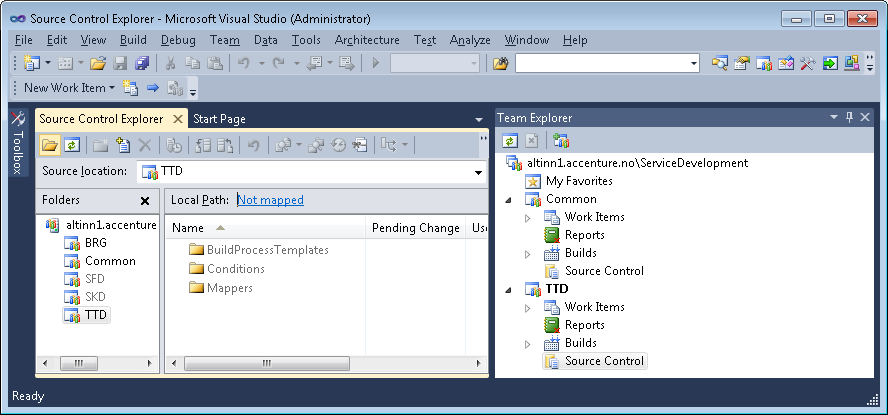 Source Control Explorer - Microsoft Visual Studio (Administrator)
File Edit View Build Debug Team Data Tools Architecture Test Analyze Window Help
New Work Item
Toolbox
Source Control Explorer
Start Page
Source location: TTD
Folders
altinn1.accenture
BRG
Common
SFD
SKD
TTD
Local Path: Not mapped
Name Pending Change Use
BuildProcessTemplates
Conditions
Mappers
Team Explorer
altinn1.accenture.no\ServiceDevelopment
My Favorites
Common
Work Items
Reports
Builds
Source Control
TTD
Work Items
Reports
Builds
Source Control
Ready